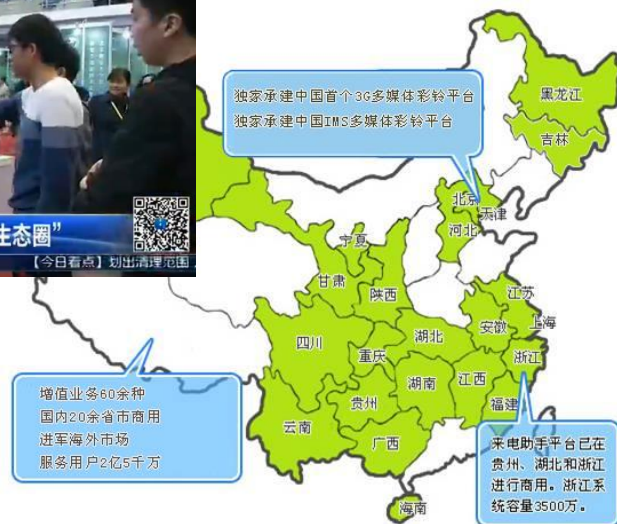 生态圈”
【今日看点】划出清理范围
独家承建中国首个3G多媒体彩铃平台
独家承建中国IMS多媒体彩铃平台
黑龙江
吉林
北京
天津
河北
宁夏
甘肃
陕西
江苏
安徽
上海
四川
重庆
湖北
浙江
湖南
江西
贵州
福建
云南
广西
海南
增值业务60余种
国内20余省市商用
进军海外市场
服务用户2亿5千万
来电助手平台已在
贵州、湖北和浙江
进行商用。浙江系
统容量3500万。